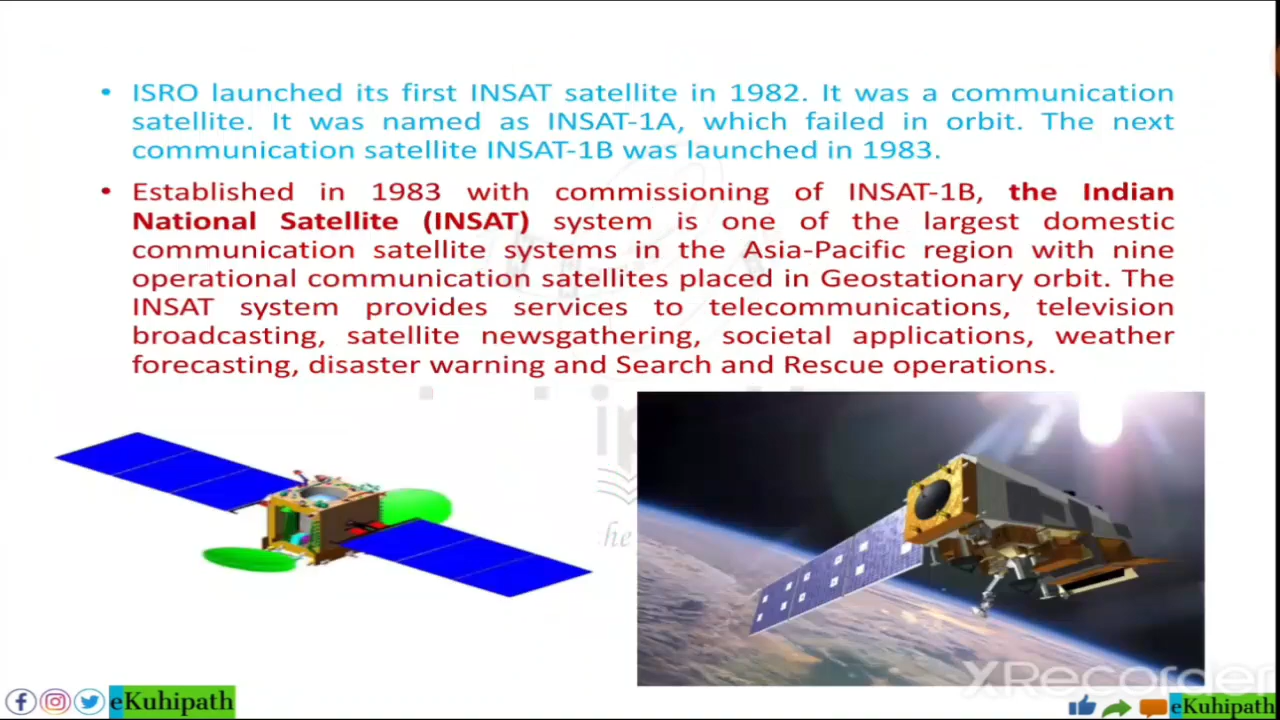 • ISRO launched its first INSAT satellite in 1982. It was a communication
satellite. It was named as INSAT-1A, which failed in orbit. The next
communication satellite INSAT-1B was launched in 1983.
• Established in 1983 with commissioning of INSAT-1B, the Indian
National Satellite (INSAT) system is one of the largest domestic
communication satellite systems in the Asia-Pacific region with nine
operational communication satellites placed in Geostationary orbit. The
INSAT system provides services to telecommunications, television
broadcasting, satellite newsgathering, societal applications, weather
forecasting, disaster warning and Search and Rescue operations.
XRecorder
eKuhipath
eKuhipath